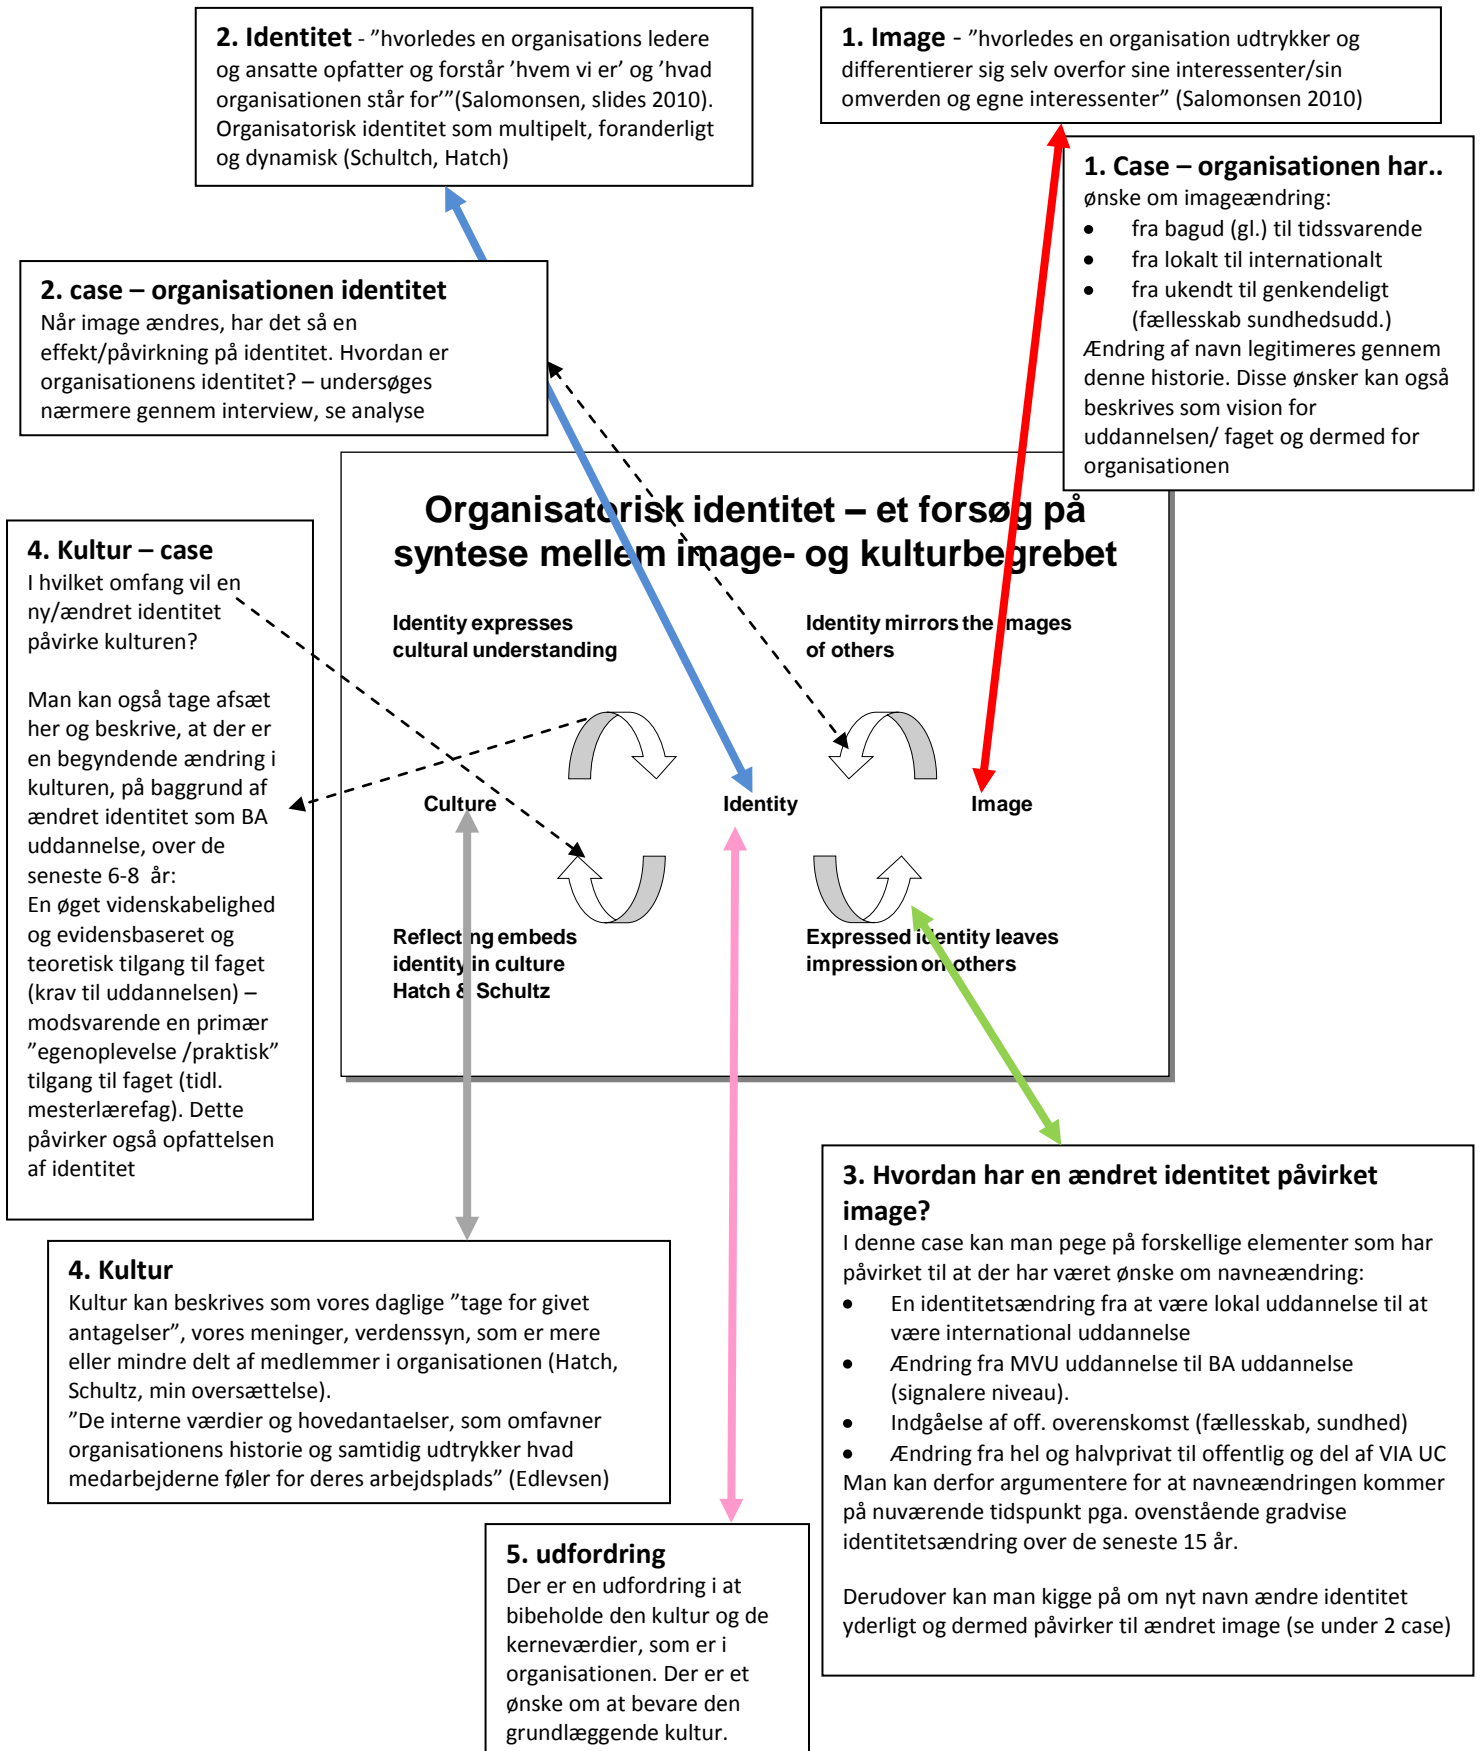 2. Identitet - ”hvorledes en organisations ledere
og ansatte opfatter og forstår ’hvem vi er’ og ’hvad
organisationen står for’”(Salomonsen, slides 2010).
Organisatorisk identitet som multipelt, foranderligt
og dynamisk (Schultch, Hatch)
1. Image - ”hvorledes en organisation udtrykker og
differentierer sig selv overfor sine interessenter/sin
omverden og egne interessenter” (Salomonsen 2010)
1. Case – organisationen har..
ønske om imageændring:
• fra bagud (gl.) til tidssvarende
• fra lokalt til internationalt
• fra ukendt til genkendeligt
(fællesskab sundhedsudd.)
Ændring af navn legitimeres gennem
denne historie. Disse ønsker kan også
beskrives som vision for
uddannelsen/ faget og dermed for
organisationen
2. case – organisationen identitet
Når image ændres, har det så en
effekt/påvirkning på identitet. Hvordan er
organisationens identitet? – undersøges
nærmere gennem interview, se analyse
Organisatorisk identitet – et forsøg på
syntese mellem image- og kulturbegrebet
Identity expresses
cultural understanding
Identity mirrors the images
of others
Culture
Identity
Image
Reflecting embeds
identity in culture
Hatch & Schultz
Expressed identity leaves
impression on others
4. Kultur – case
I hvilket omfang vil en
ny/ændret identitet
påvirke kulturen?
Man kan også tage afsæt
her og beskrive, at der er
en begyndende ændring i
kulturen, på baggrund af
ændret identitet som BA
uddannelse, over de
seneste 6-8 år:
En øget videnskabelighed
og evidensbaseret og
teoretisk tilgang til faget
(krav til uddannelsen) –
modsvarende en primær
”egenoplevelse /praktisk”
tilgang til faget (tidl.
mesterlærefag). Dette
påvirker også opfattelsen
af identitet
4. Kultur
Kultur kan beskrives som vores daglige ”tage for givet
antagelser”, vores meninger, verdenssyn, som er mere
eller mindre delt af medlemmer i organisationen (Hatch,
Schultz, min oversættelse).
”De interne værdier og hovedantaelser, som omfavner
organisationens historie og samtidig udtrykker hvad
medarbejderne føler for deres arbejdsplads” (Edlevsen)
3. Hvordan har en ændret identitet påvirket
image?
I denne case kan man pege på forskellige elementer som har
påvirket til at der har været ønske om navneændring:
• En identitetsændring fra at være lokal uddannelse til at
være international uddannelse
• Ændring fra MVU uddannelse til BA uddannelse
(signalere niveau).
• Indgåelse af off. overenskomst (fællesskab, sundhed)
• Ændring fra hel og halvprivat til offentlig og del af VIA UC
Man kan derfor argumentere for at navneændringen kommer
på nuværende tidspunkt pga. ovenstående gradvise
identitetsændring over de seneste 15 år.
Derudover kan man kigge på om nyt navn ændre identitet
yderligt og dermed påvirker til ændret image (se under 2 case)
5. udfordring
Der er en udfordring i at
bibeholde den kultur og de
kerneværdier, som er i
organisationen. Der er et
ønske om at bevare den
grundlæggende kultur.